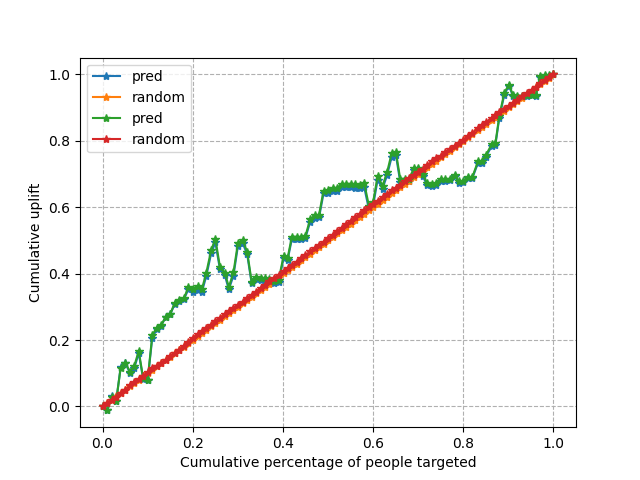 pred
random
pred
random
1.0
0.8
0.6
0.4
0.2
0.0
Cumulative uplift
0.0 0.2 0.4 0.6 0.8 1.0
Cumulative percentage of people targeted